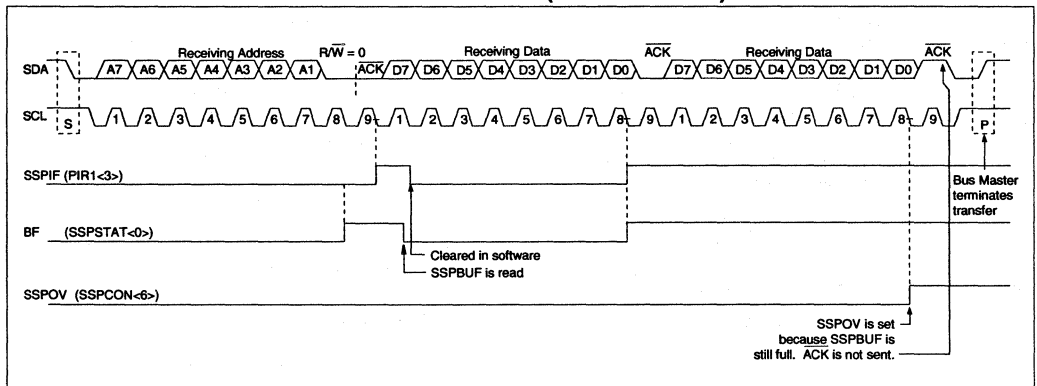 Receiving Address R/W = 0 Receiving Data ACK Receiving Data ACK
SDA A7 A6 A5 A4 A3 A2 A1 ACK D7 D6 D5 D4 D3 D2 D1 D0 D7 D6 D5 D4 D3 D2 D1 D0
SCL S 1 2 3 4 5 6 7 8 9 1 2 3 4 5 6 7 8 9 1 2 3 4 5 6 7 8 9 P
SSPIF (PIR1<3>)
Bus Master
terminates
transfer
BF (SSPSTAT<0>)
Cleared in software
SSPBUF is read
SSPOV (SSPCON<6>)
SSPOV is set
because SSPBUF is
still full. ACK is not sent.